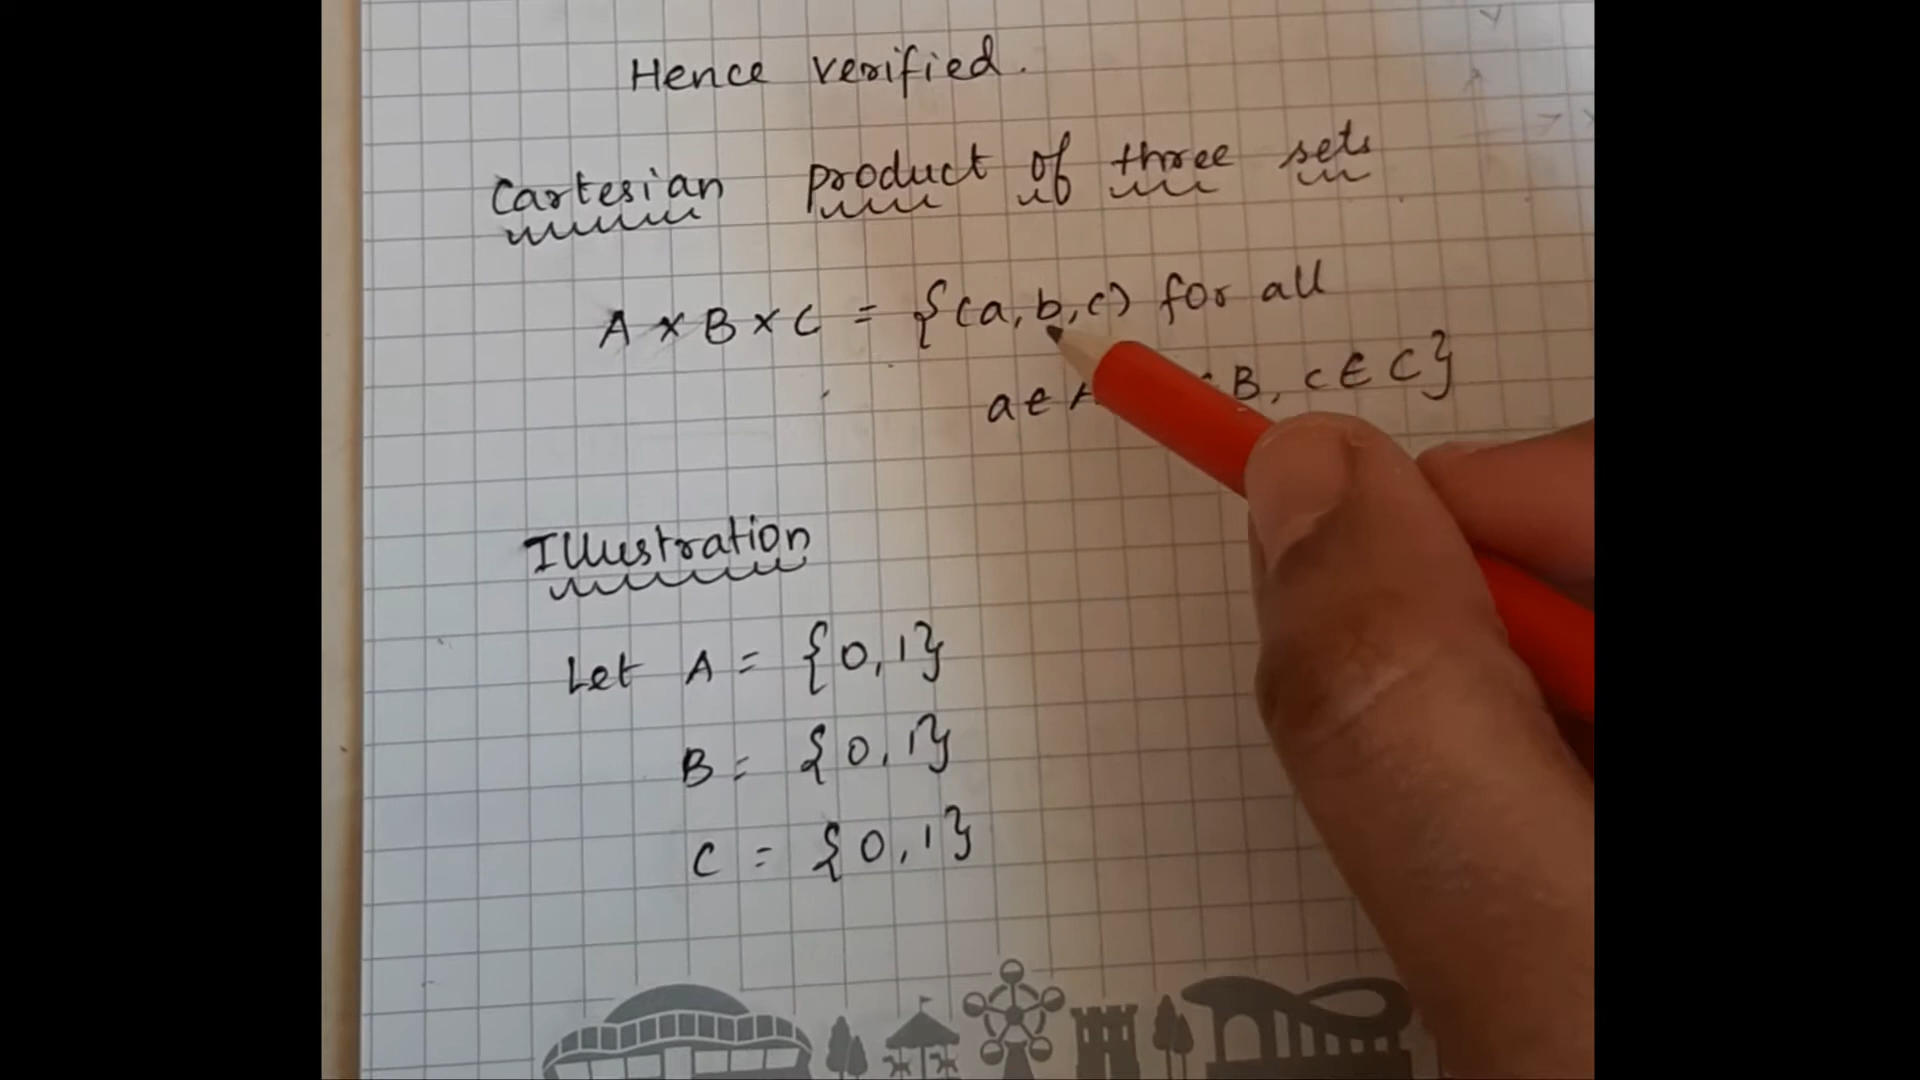 Hence verified.
Cartesian product of three sets
A × B × C = {(a, b, c) for all
a ∈ B, c ∈ C}
Illustration
Let A = {0, 1}
B = {0, 1}
C = {0, 1}